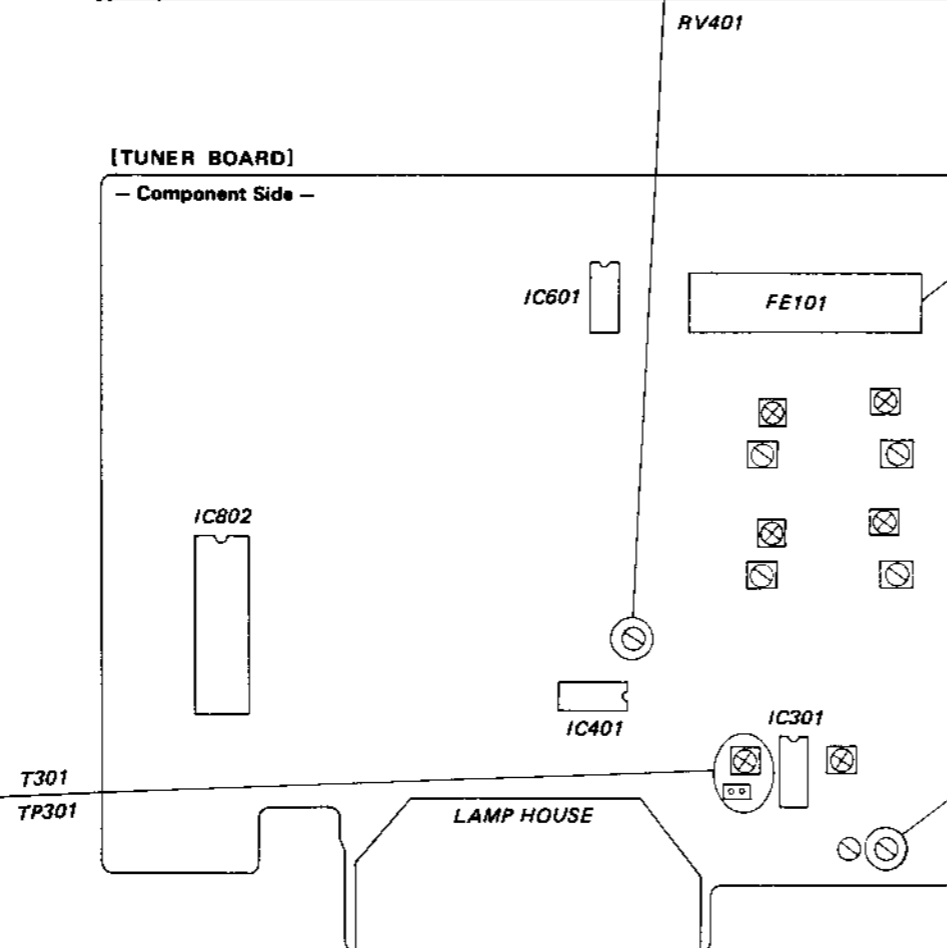 RV401
[TUNER BOARD]
— Component Side —
IC601
FE101
IC802
IC401
IC301
T301
TP301
LAMP HOUSE